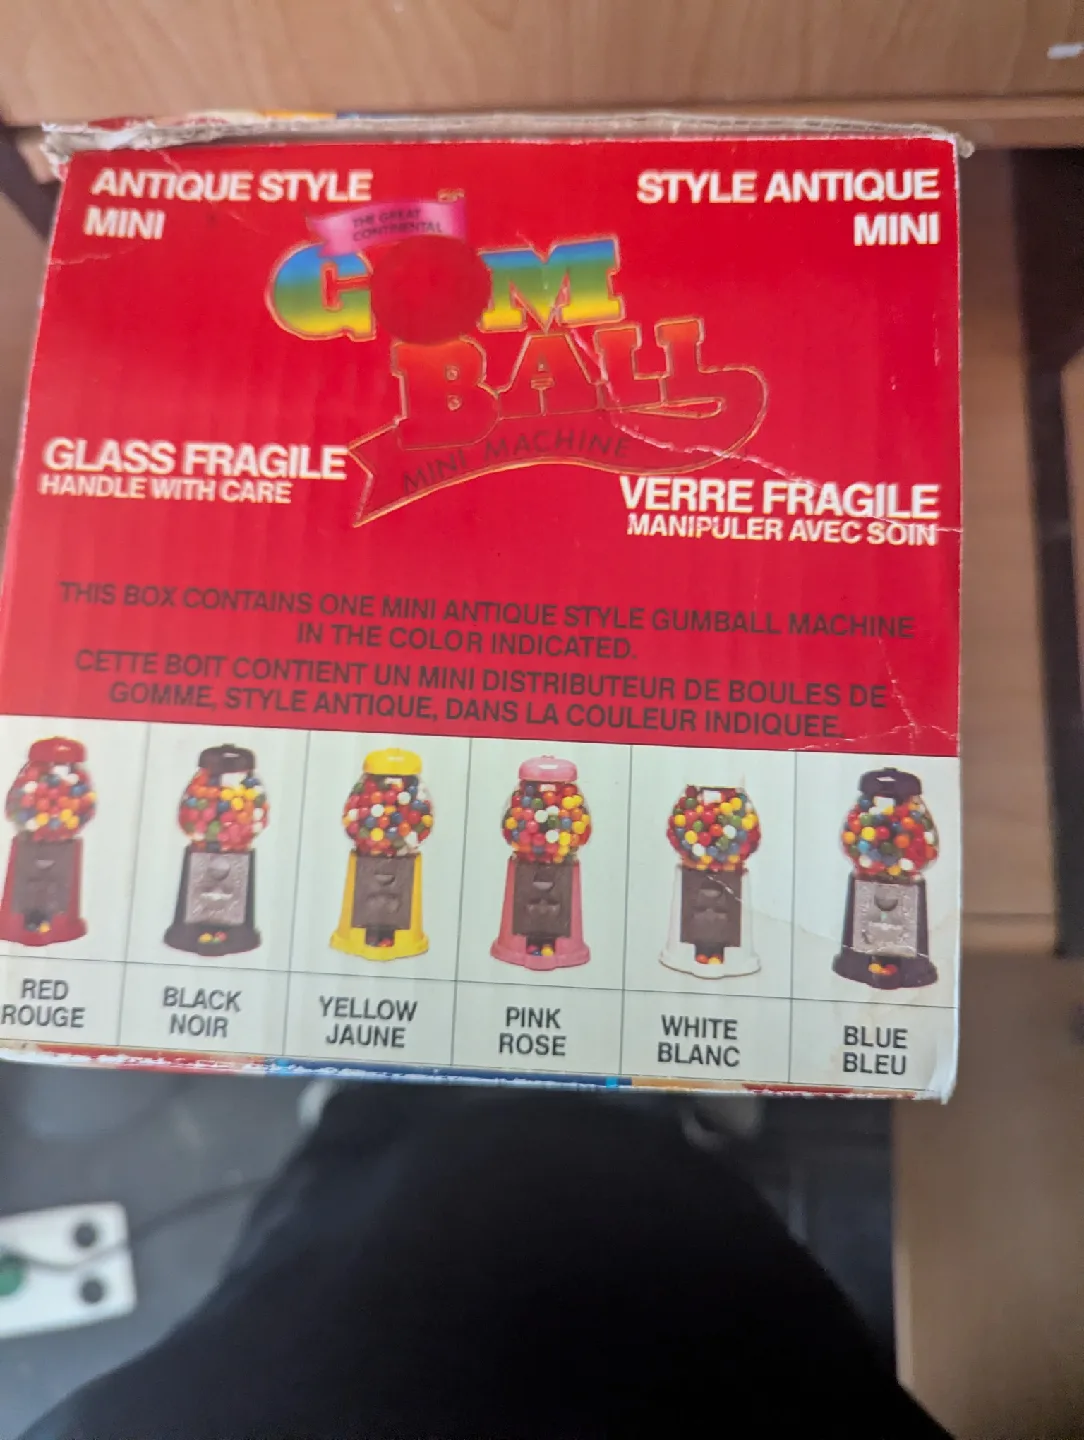 ANTIQUE STYLE
MINI
STYLE ANTIQUE
MINI
THE GREAT
CONTINENTAL
GUM
BALL
MINI MACHINE
GLASS FRAGILE
HANDLE WITH CARE
VERRE FRAGILE
MANIPULER AVEC SOIN
THIS BOX CONTAINS ONE MINI ANTIQUE STYLE GUMBALL MACHINE
IN THE COLOR INDICATED.
CETTE BOIT CONTIENT UN MINI DISTRIBUTEUR DE BOULES DE
GOMME, STYLE ANTIQUE, DANS LA COULEUR INDIQUEE.
RED
ROUGE
BLACK
NOIR
YELLOW
JAUNE
PINK
ROSE
WHITE
BLANC
BLUE
BLEU